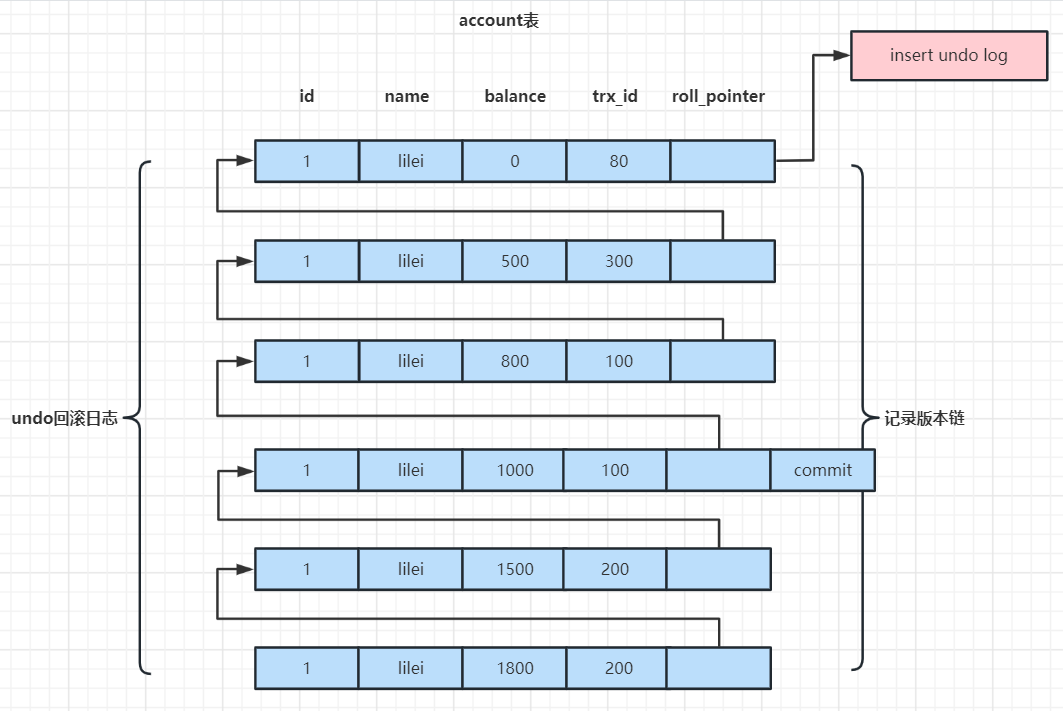 account表
insert undo log
id name balance trx_id roll_pointer
1 lilei 0 80
1 lilei 500 300
1 lilei 800 100
undo回滚日志
记录版本链
1 lilei 1000 100 commit
1 lilei 1500 200
1 lilei 1800 200